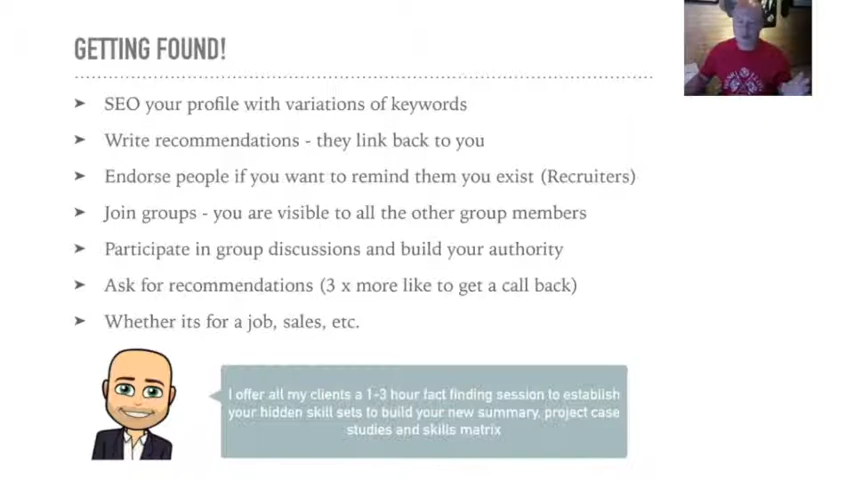 GETTING FOUND!
➤ SEO your profile with variations of keywords
➤ Write recommendations - they link back to you
➤ Endorse people if you want to remind them you exist (Recruiters)
➤ Join groups - you are visible to all the other group members
➤ Participate in group discussions and build your authority
➤ Ask for recommendations (3 x more like to get a call back)
➤ Whether its for a job, sales, etc.
I offer all my clients a 1-3 hour fact finding session to establish
your hidden skill sets to build your new summary, project case
studies and skills matrix